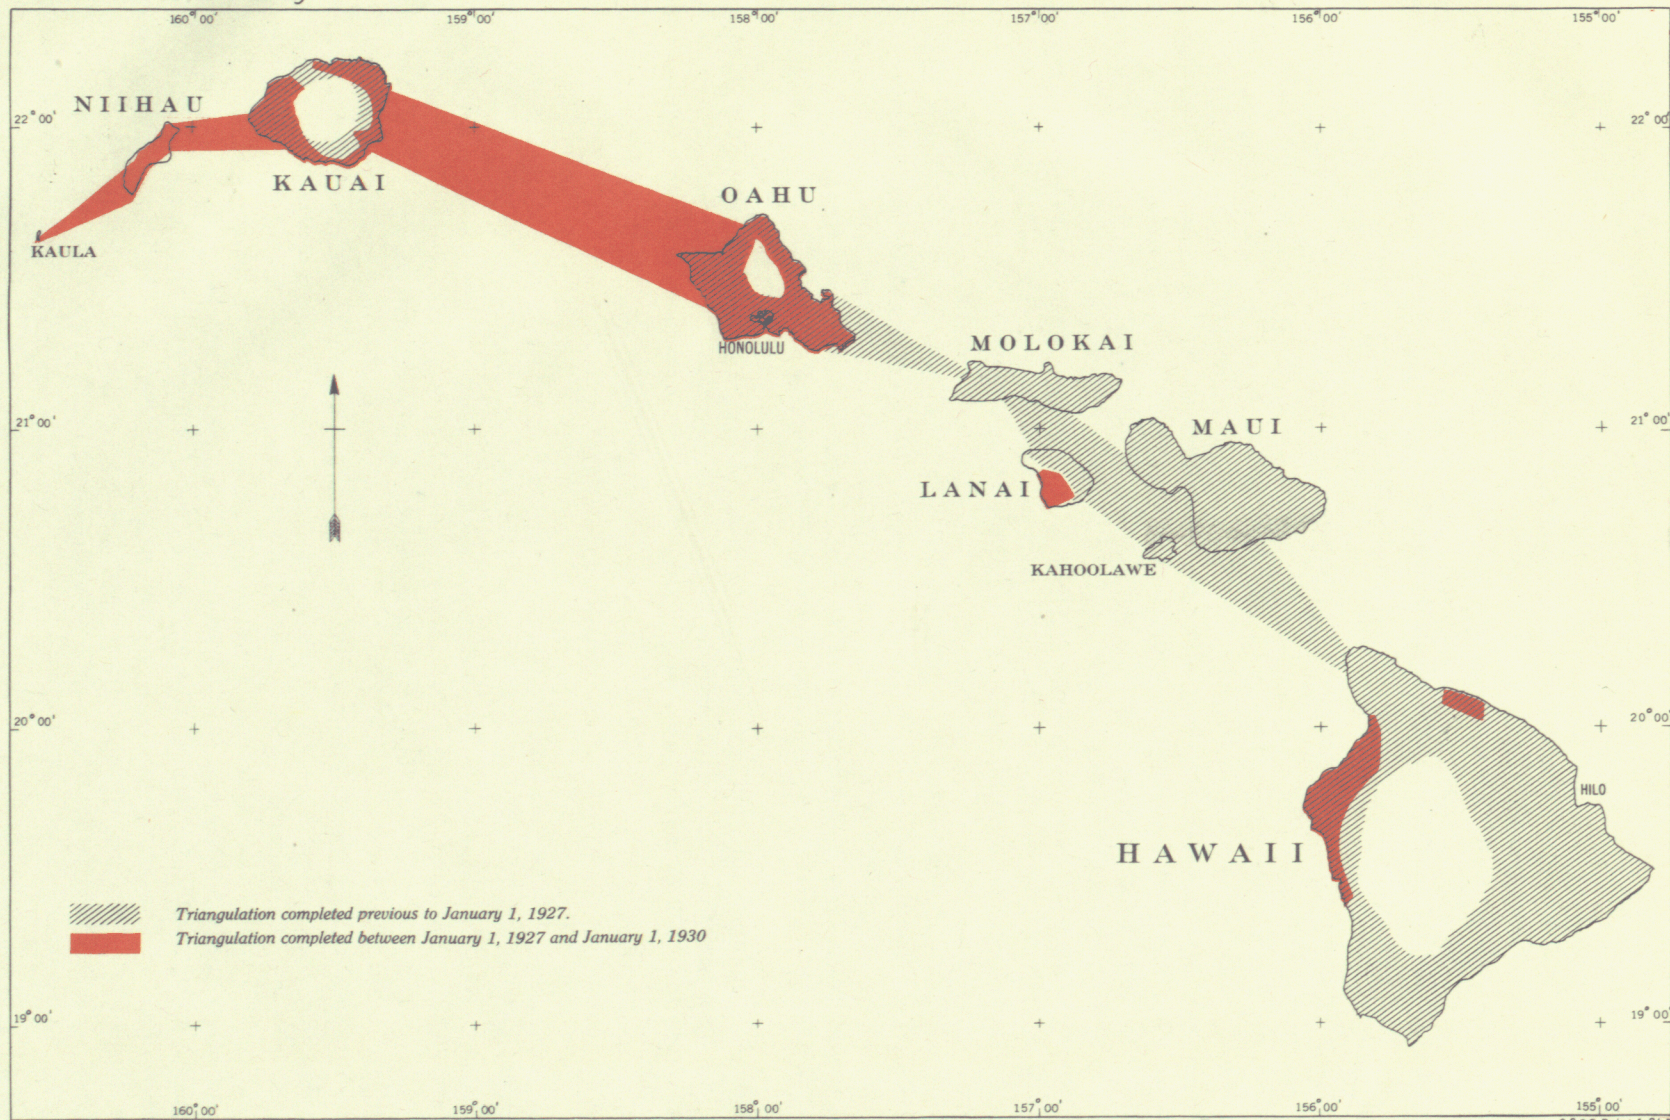 160° 00' 159° 00' 158° 00' 157° 00' 156° 00' 155° 00'
NIIHAU
22° 00' 22° 00'
KAUAI
OAHU
KAULA
HONOLULU
MOLOKAI
21° 00' 21° 00'
MAUI
LANAI
KAHOOLAWE
20° 00' 20° 00'
HILO
HAWAII
Triangulation completed previous to January 1, 1927.
Triangulation completed between January 1, 1927 and January 1, 1930
19° 00' 19° 00'
160° 00' 159° 00' 158° 00' 157° 00' 156° 00' 155° 00'